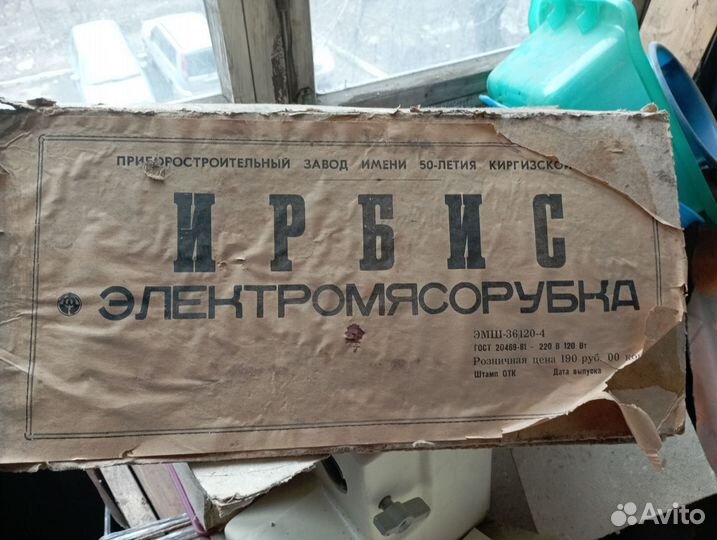 ПРИБОРОСТРОИТЕЛЬНЫЙ ЗАВОД ИМЕНИ 50-ЛЕТИЯ КИРГИЗСКОЙ
ИРБИС
ЭЛЕКТРОМЯСОРУБКА
ЭМШ-36120-4
ГОСТ 20469-81 - 220 В 120 Вт
Розничная цена 190 руб. 00 ко
Штамп ОТК Дата выпуска
Avito